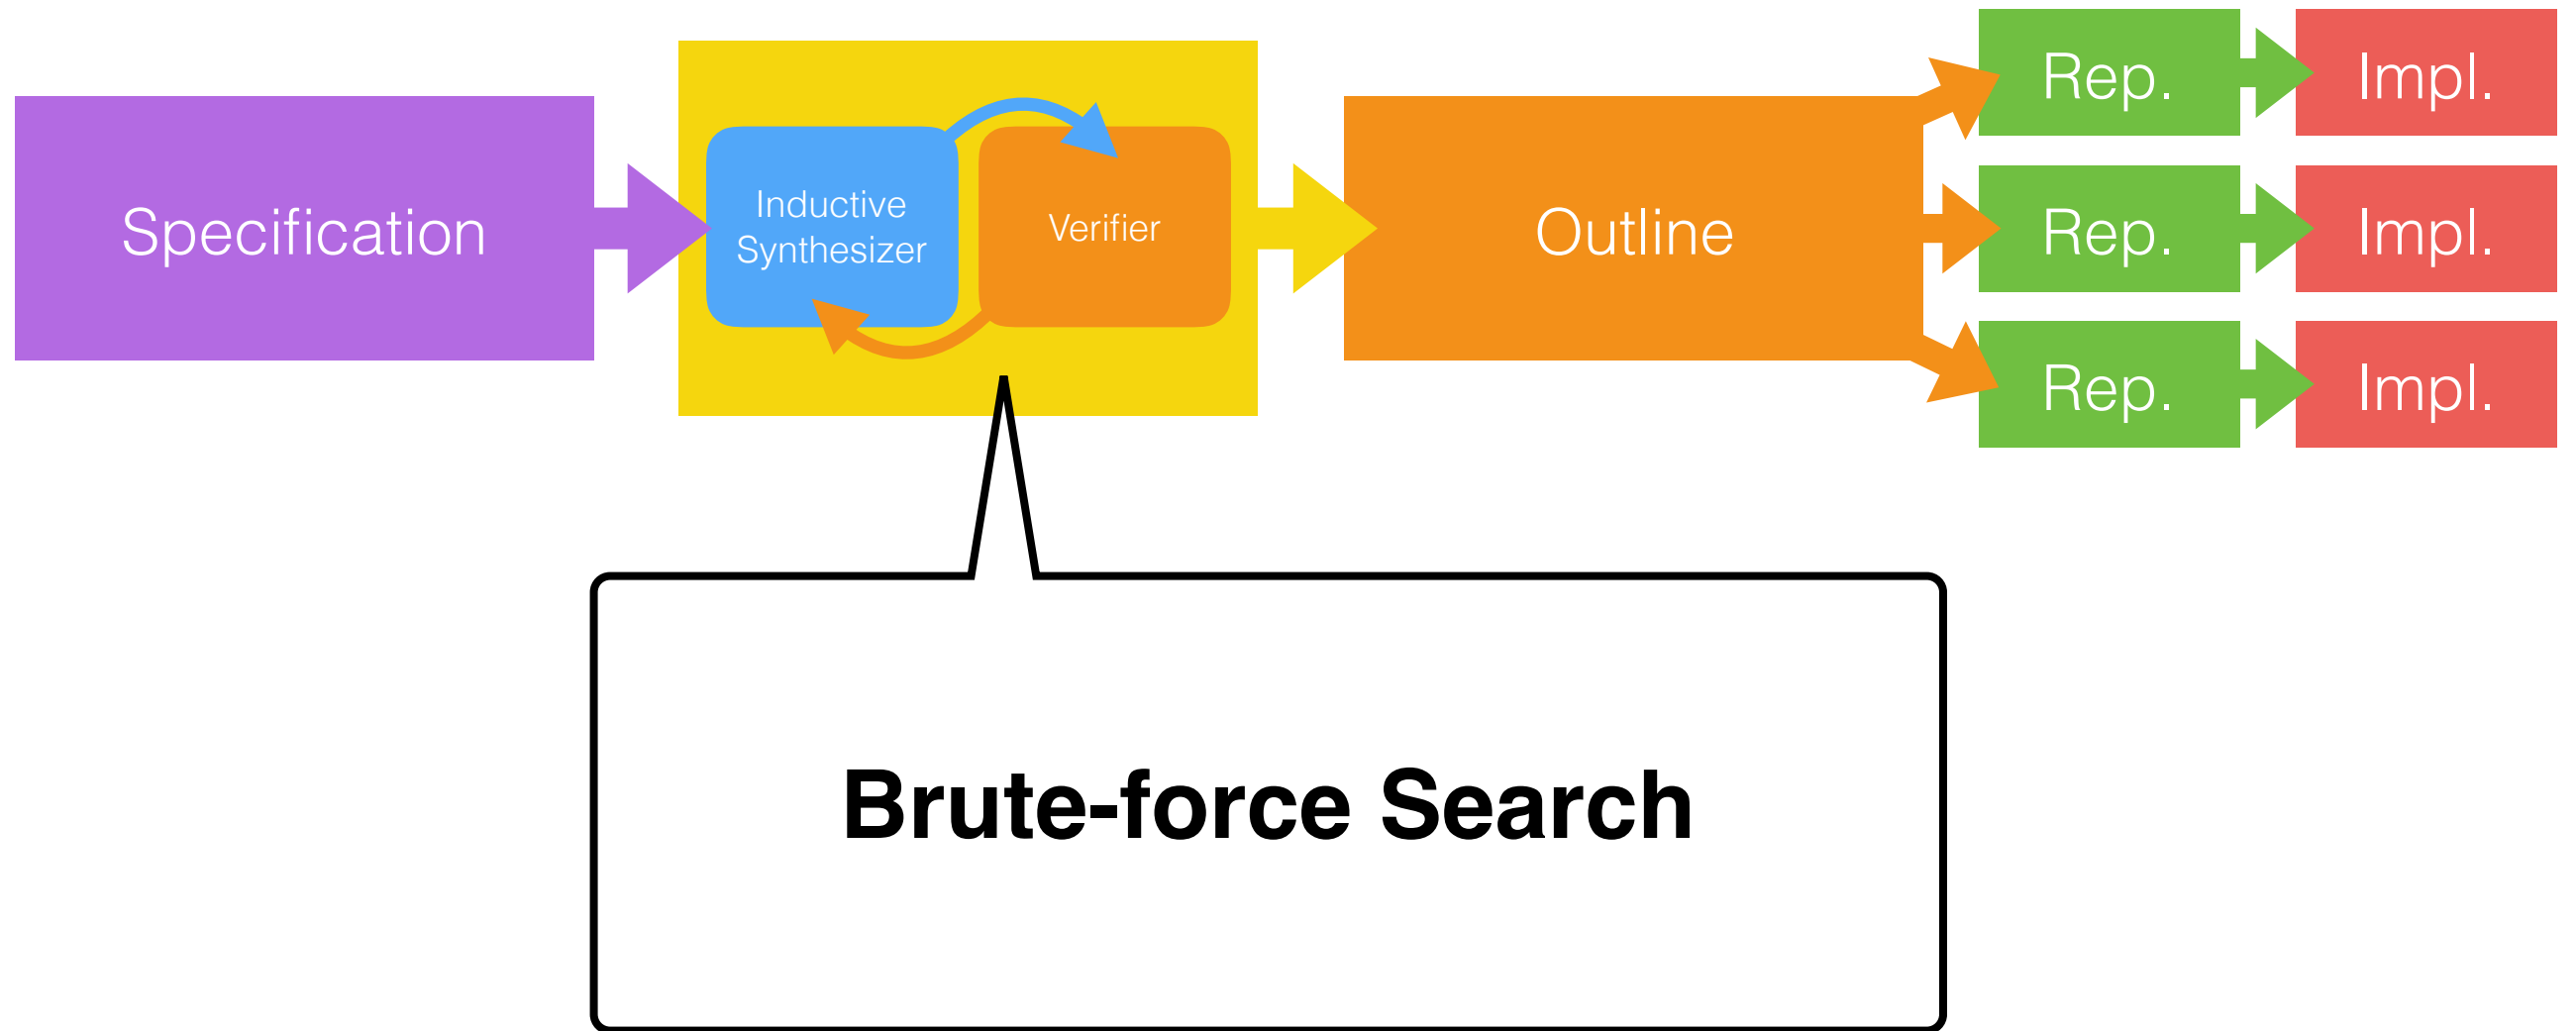 Specification
Inductive
Synthesizer
Verifier
Outline
Rep.
Impl.
Rep.
Impl.
Rep.
Impl.
Brute-force Search